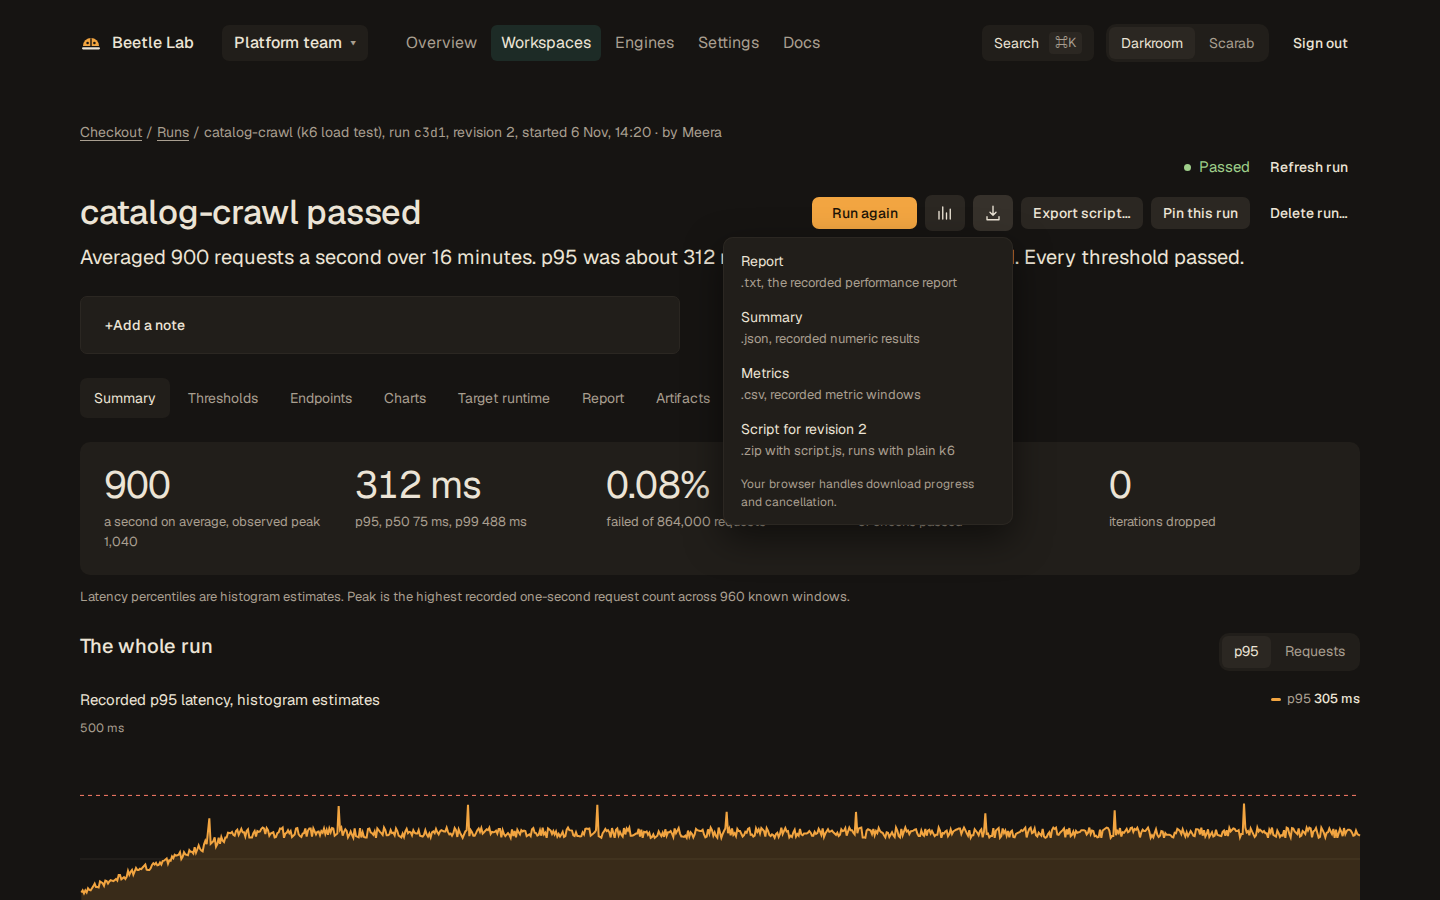 Beetle Lab
Platform team
Overview
Workspaces
Engines
Settings
Docs
Search ⌘K
Darkroom
Scarab
Sign out
Checkout / Runs / catalog-crawl (k6 load test), run c3d1, revision 2, started 6 Nov, 14:20 · by Meera
Passed
Refresh run
catalog-crawl passed
Run again
Export script...
Pin this run
Delete run...
Averaged 900 requests a second over 16 minutes. p95 was about 312
. Every threshold passed.
Report
.txt, the recorded performance report
Summary
.json, recorded numeric results
Metrics
.csv, recorded metric windows
Script for revision 2
.zip with script.js, runs with plain k6
Your browser handles download progress
and cancellation.
+Add a note
Summary
Thresholds
Endpoints
Charts
Target runtime
Report
Artifacts
900
a second on average, observed peak
1,040
312 ms
p95, p50 75 ms, p99 488 ms
0.08%
failed of 864,000 requests
0
iterations dropped
Latency percentiles are histogram estimates. Peak is the highest recorded one-second request count across 960 known windows.
The whole run
p95
Requests
Recorded p95 latency, histogram estimates
p95 305 ms
500 ms